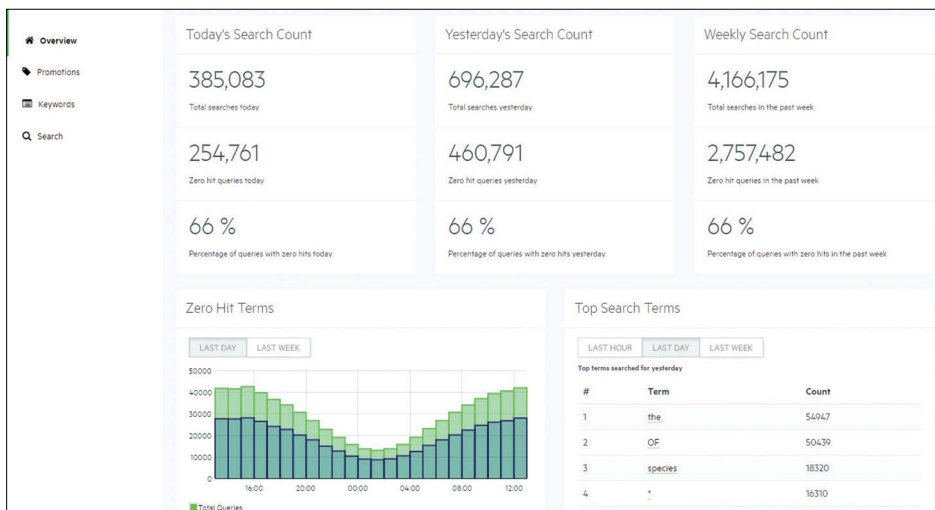 Overview
Promotions
Keywords
Search
Today's Search Count
385,083
Total searches today
254,761
Zero hit queries today
66 %
Percentage of queries with zero hits today
Yesterday's Search Count
696,287
Total searches yesterday
460,791
Zero hit queries yesterday
66 %
Percentage of queries with zero hits yesterday
Weekly Search Count
4,166,175
Total searches in the past week
2,757,482
Zero hit queries in the past week
66 %
Percentage of queries with zero hits in the past week
Zero Hit Terms
LAST DAY LAST WEEK
50000
40000
30000
20000
10000
0
16:00 20:00 00:00 04:00 08:00 12:00
Total Queries
Top Search Terms
LAST HOUR LAST DAY LAST WEEK
Top terms searched for yesterday
# Term Count
1 the 54947
2 OF 50439
3 species 18320
4 * 16310